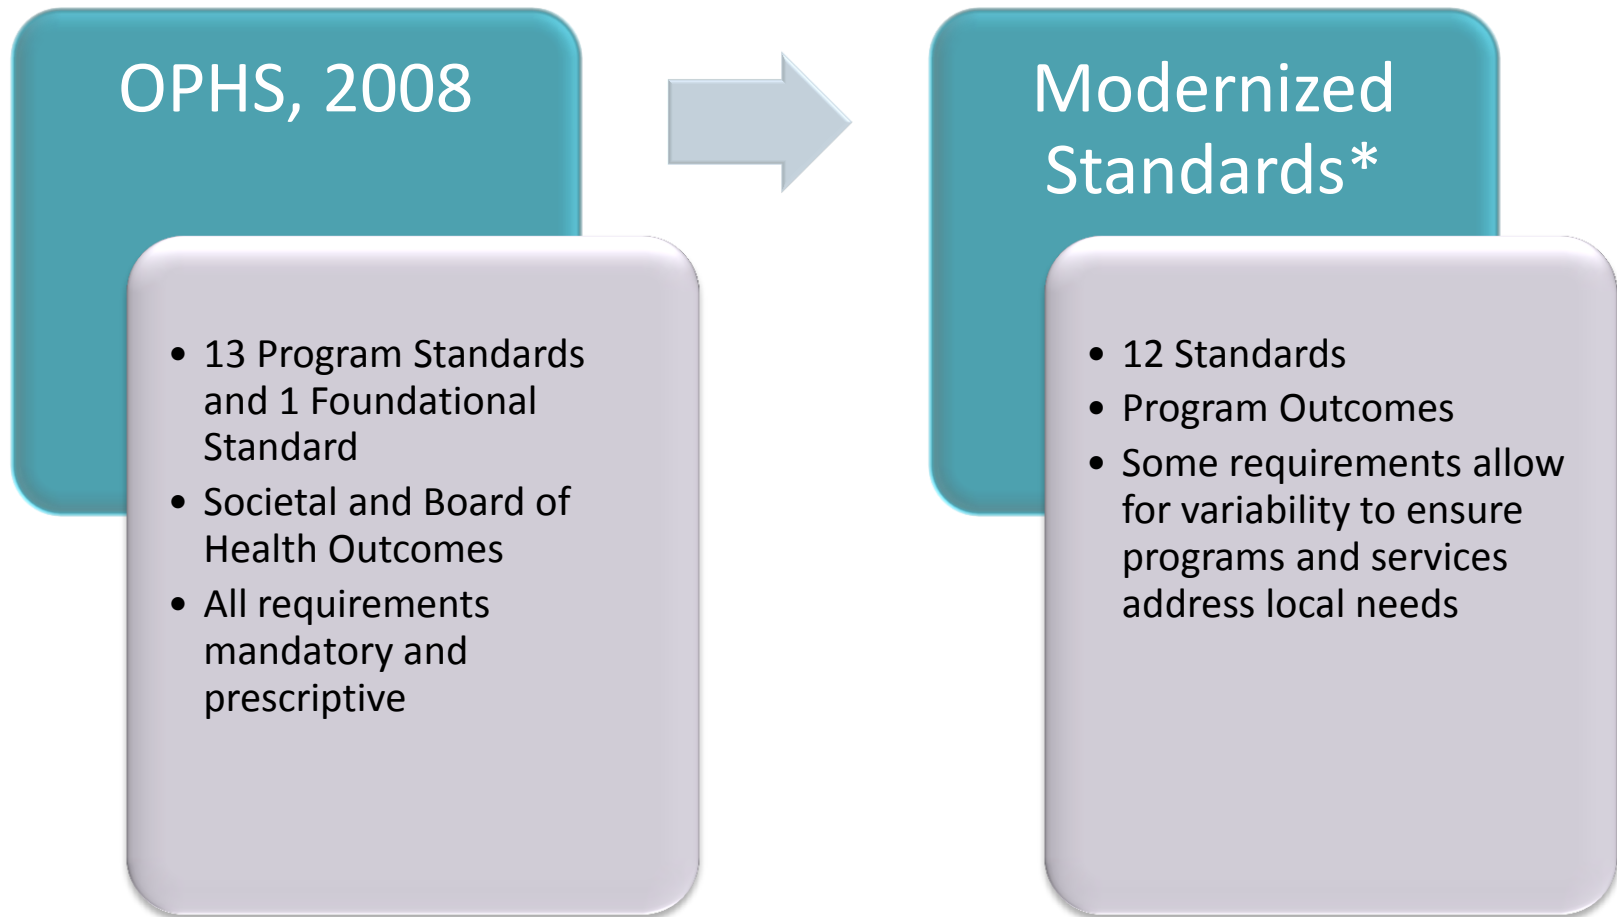 OPHS, 2008
• 13 Program Standards
and 1 Foundational
Standard
• Societal and Board of
Health Outcomes
• All requirements
mandatory and
prescriptive
Modernized
Standards*
• 12 Standards
• Program Outcomes
• Some requirements allow
for variability to ensure
programs and services
address local needs